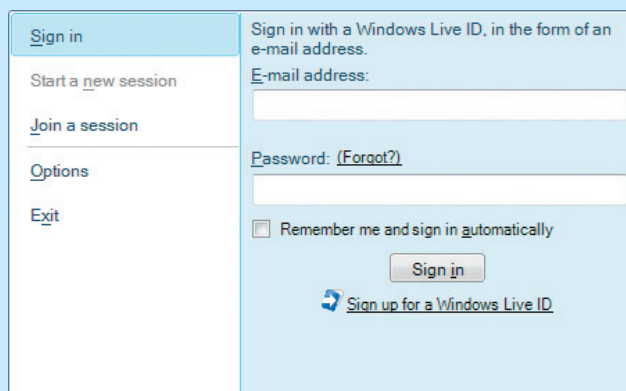 Sign in
Start a new session
Join a session
Options
Exit
Sign in with a Windows Live ID, in the form of an
e-mail address.
E-mail address:
Password: (Forgot?)
Remember me and sign in automatically
Sign in
Sign up for a Windows Live ID